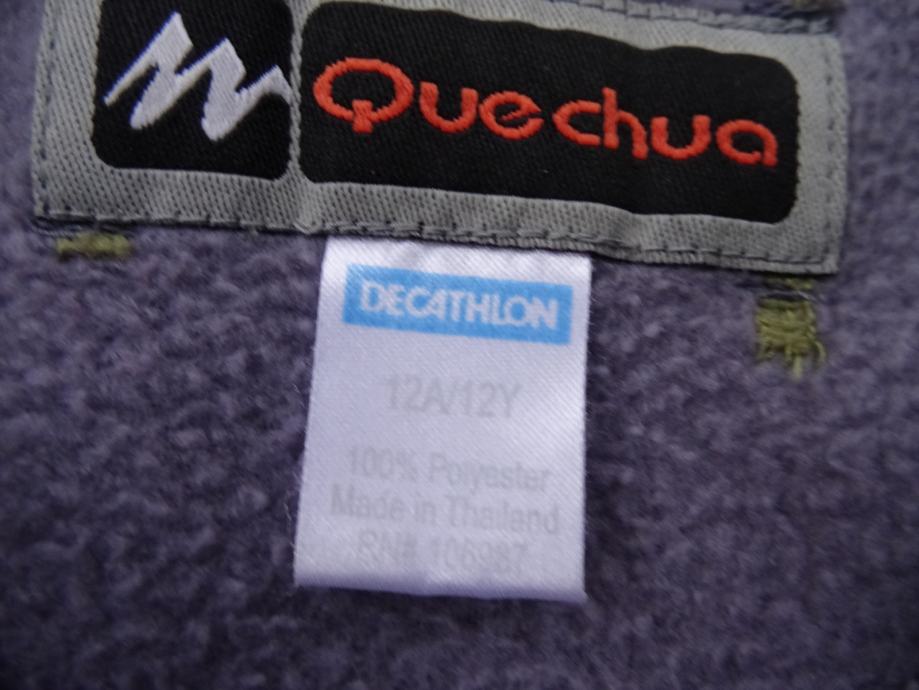 Quechua
DECATHLON
12A/12Y
100% Polyester
Made in Thailand
RN# 106987